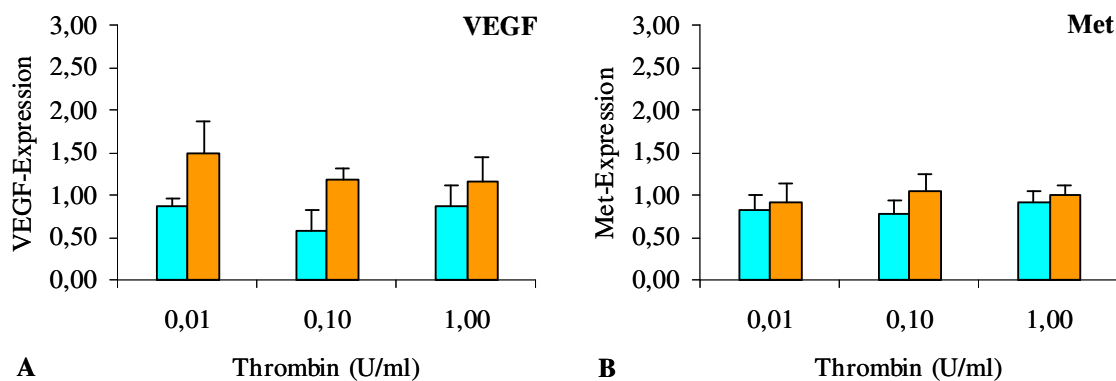 VEGF
3,00
2,50
2,00
1,50
1,00
0,50
0,00
VEGF-Expression
0,01 0,10 1,00
Thrombin (U/ml)
A
Met
3,00
2,50
2,00
1,50
1,00
0,50
0,00
Met-Expression
0,01 0,10 1,00
Thrombin (U/ml)
B